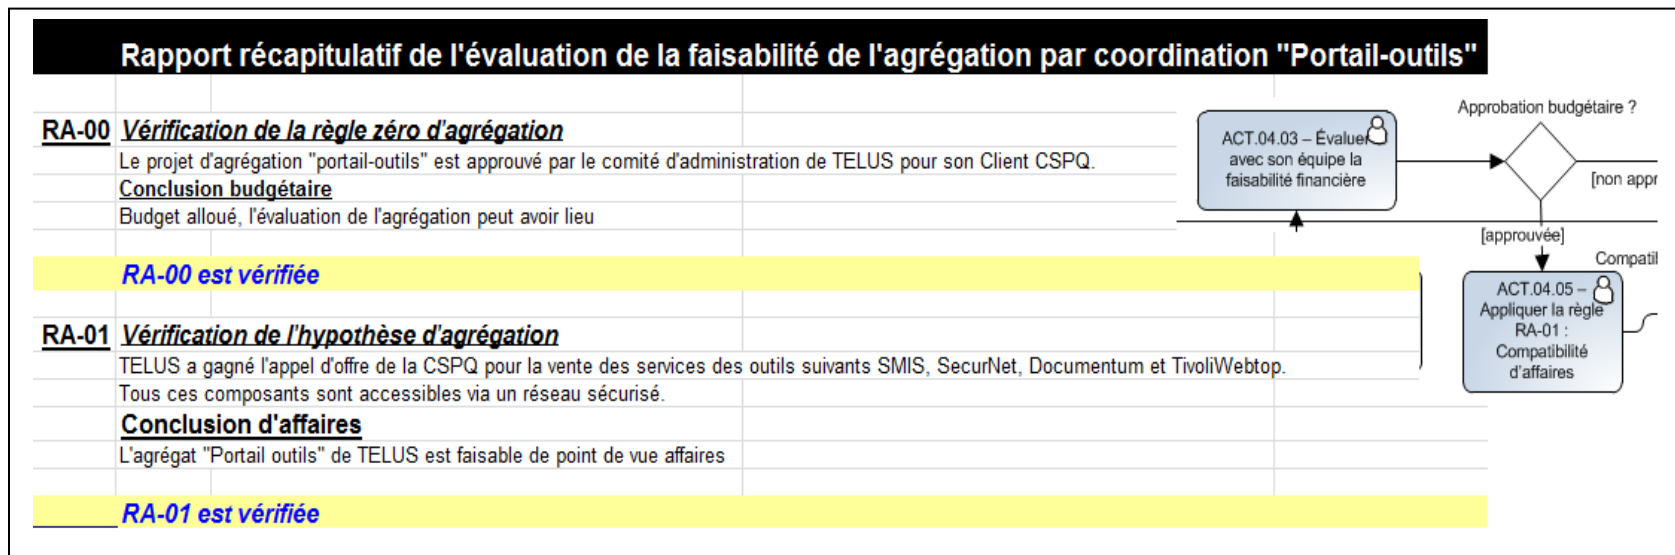 Rapport récapitulatif de l'évaluation de la faisabilité de l'agrégation par coordination "Portail-outils"
RA-00 Vérification de la règle zéro d'agrégation
Le projet d'agrégation "portail-outils" est approuvé par le comité d'administration de TELUS pour son Client CSPQ.
Conclusion budgétaire
Budget alloué, l'évaluation de l'agrégation peut avoir lieu
RA-00 est vérifiée
RA-01 Vérification de l'hypothèse d'agrégation
TELUS a gagné l'appel d'offre de la CSPQ pour la vente des services des outils suivants SMIS, SecurNet, Documentum et TivoliWebtop.
Tous ces composants sont accessibles via un réseau sécurisé.
Conclusion d'affaires
L'agrégat "Portail outils" de TELUS est faisable de point de vue affaires
RA-01 est vérifiée
Approbation budgétaire ?
ACT.04.03 – Évaluer
avec son équipe la
faisabilité financière
[non appr
[approuvée]
Compatil
ACT.04.05 –
Appliquer la règle
RA-01 :
Compatibilité
d'affaires